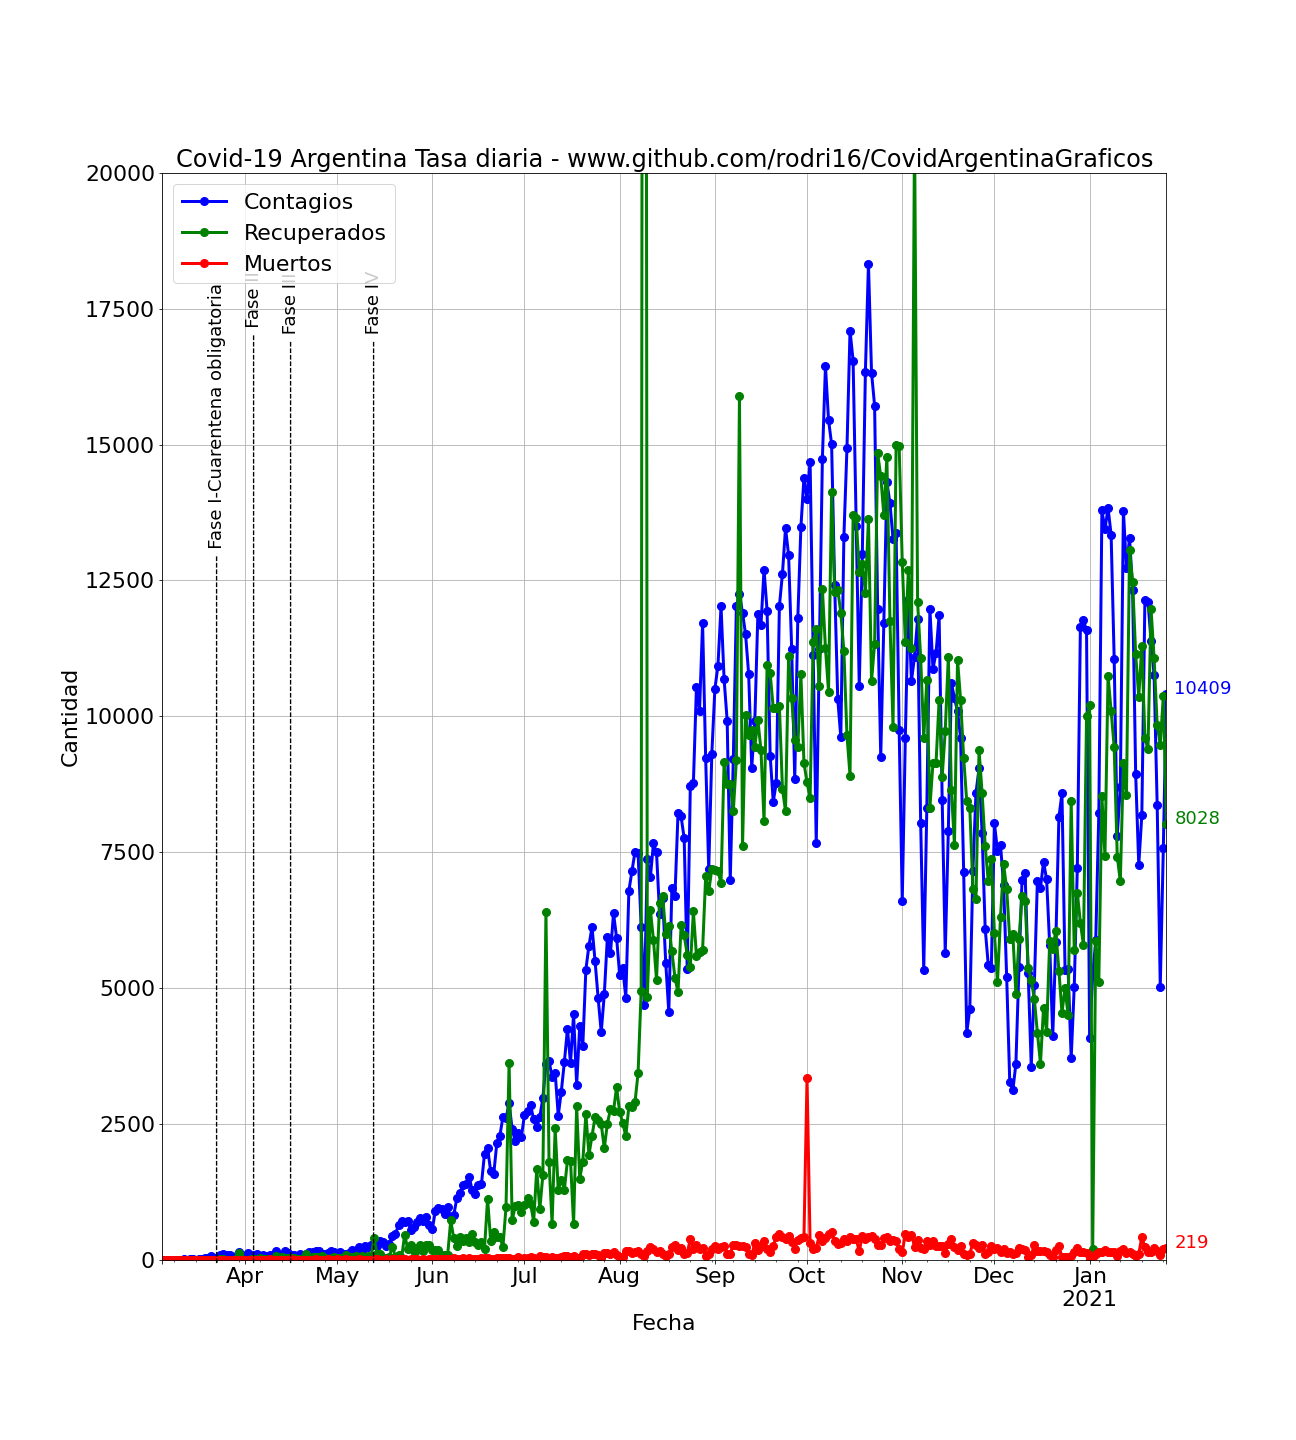 Covid-19 Argentina Tasa diaria - www.github.com/rodri16/CovidArgentinaGraficos
20000
17500
15000
12500
10000
7500
5000
2500
0
Cantidad
Contagios
Recuperados
Muertos
Fase I-Cuarentena obligatoria
Fase II
Fase III
Fase IV
10409
8028
219
Apr
May
Jun
Jul
Aug
Sep
Oct
Nov
Dec
Jan
2021
Fecha